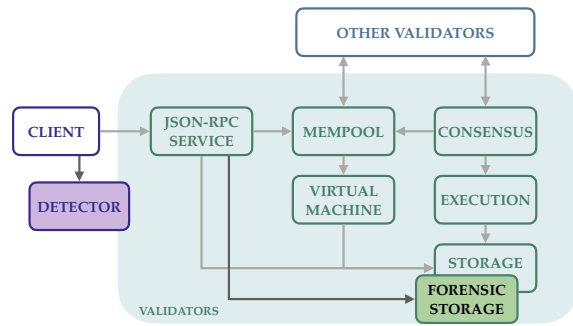 OTHER VALIDATORS
CLIENT
JSON-RPC
SERVICE
MEMPOOL
CONSENSUS
DETECTOR
VIRTUAL
MACHINE
EXECUTION
STORAGE
FORENSIC
STORAGE
VALIDATORS